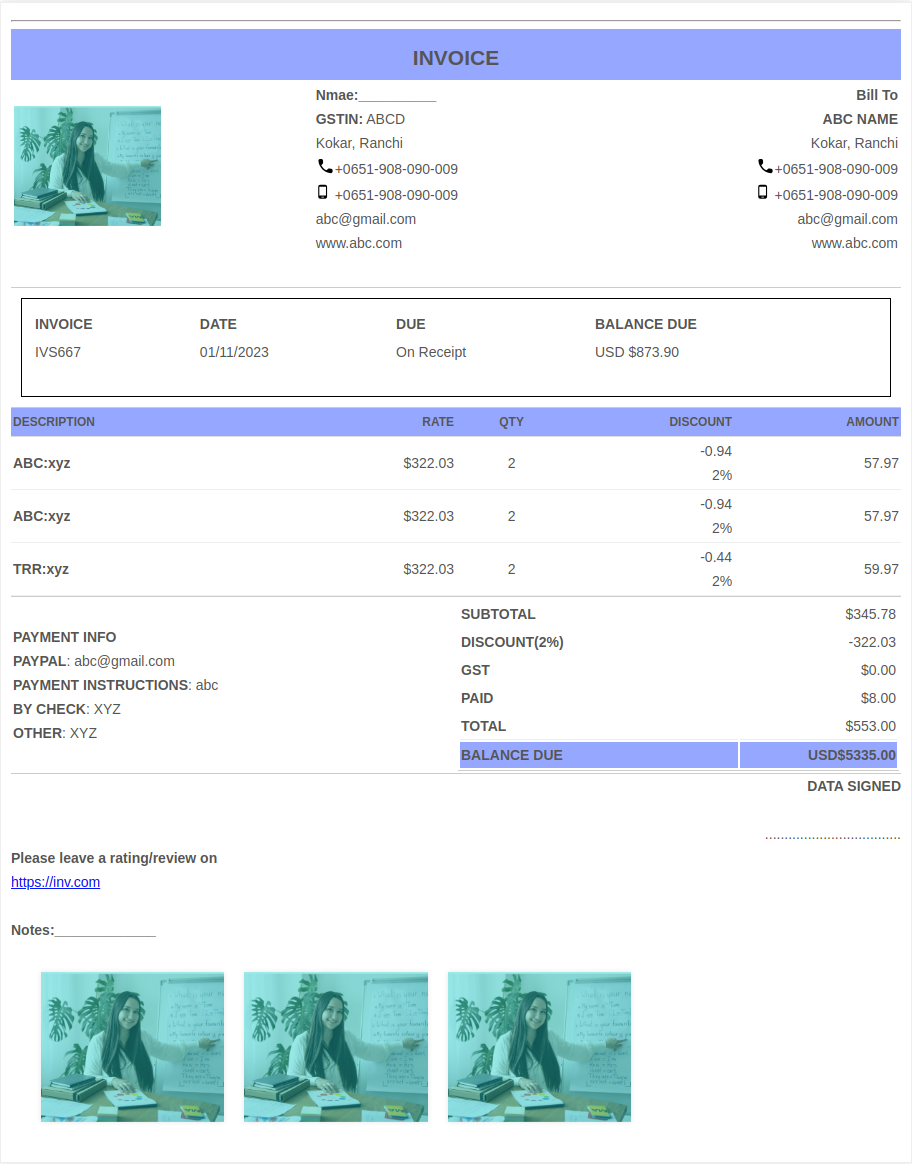 INVOICE
Nmae:__________
GSTIN: ABCD
Kokar, Ranchi
+0651-908-090-009
+0651-908-090-009
abc@gmail.com
www.abc.com
Bill To
ABC NAME
Kokar, Ranchi
+0651-908-090-009
+0651-908-090-009
abc@gmail.com
www.abc.com
INVOICE DATE DUE BALANCE DUE
IVS667 01/11/2023 On Receipt USD $873.90
DESCRIPTION RATE QTY DISCOUNT AMOUNT
ABC:xyz $322.03 2 -0.94 2% 57.97
ABC:xyz $322.03 2 -0.94 2% 57.97
TRR:xyz $322.03 2 -0.44 2% 59.97
PAYMENT INFO
PAYPAL: abc@gmail.com
PAYMENT INSTRUCTIONS: abc
BY CHECK: XYZ
OTHER: XYZ
SUBTOTAL $345.78
DISCOUNT(2%) -322.03
GST $0.00
PAID $8.00
TOTAL $553.00
BALANCE DUE USD$5335.00
DATA SIGNED
...................................
Please leave a rating/review on
https://inv.com
Notes:_____________